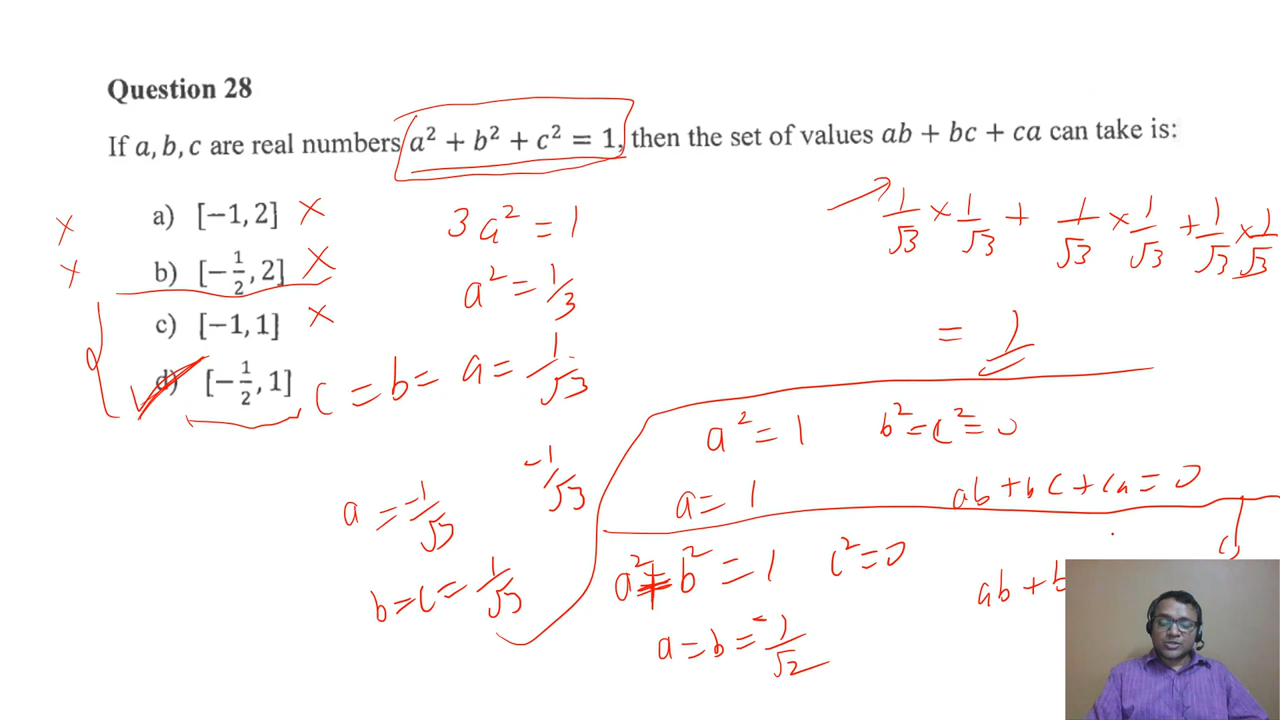 Question 28
If a, b, c are real numbers a² + b² + c² = 1, then the set of values ab + bc + ca can take is:
a) [−1, 2] ×
b) [−1/2, 2] ×
c) [−1, 1] ×
d) [−1/2, 1]
×
×
3a² = 1
a² = 1/3
c = b = a = 1/√3
1/√3 × 1/√3 + 1/√3 × 1/√3 + 1/√3 × 1/√3
= 1
a² = 1 b² = c² = 0
a = 1 ab + bc + ca = 0
−1/√3
a = −1/√3
b = c = 1/√3
b² = 1 c² = 0
ab +
a = b = −1/√2